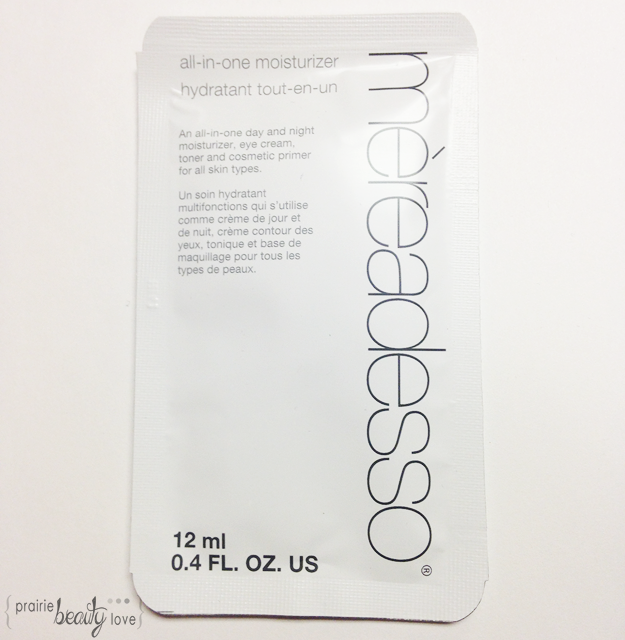 all-in-one moisturizer
hydratant tout-en-un
An all-in-one day and night
moisturizer, eye cream,
toner and cosmetic primer
for all skin types.
Un soin hydratant
multifonctions qui s'utilise
comme crème de jour et
de nuit, crème contour des
yeux, tonique et base de
maquillage pour tous les
types de peaux.
mèreadesso®
12 ml
0.4 FL. OZ. US
{ prairie beauty love }